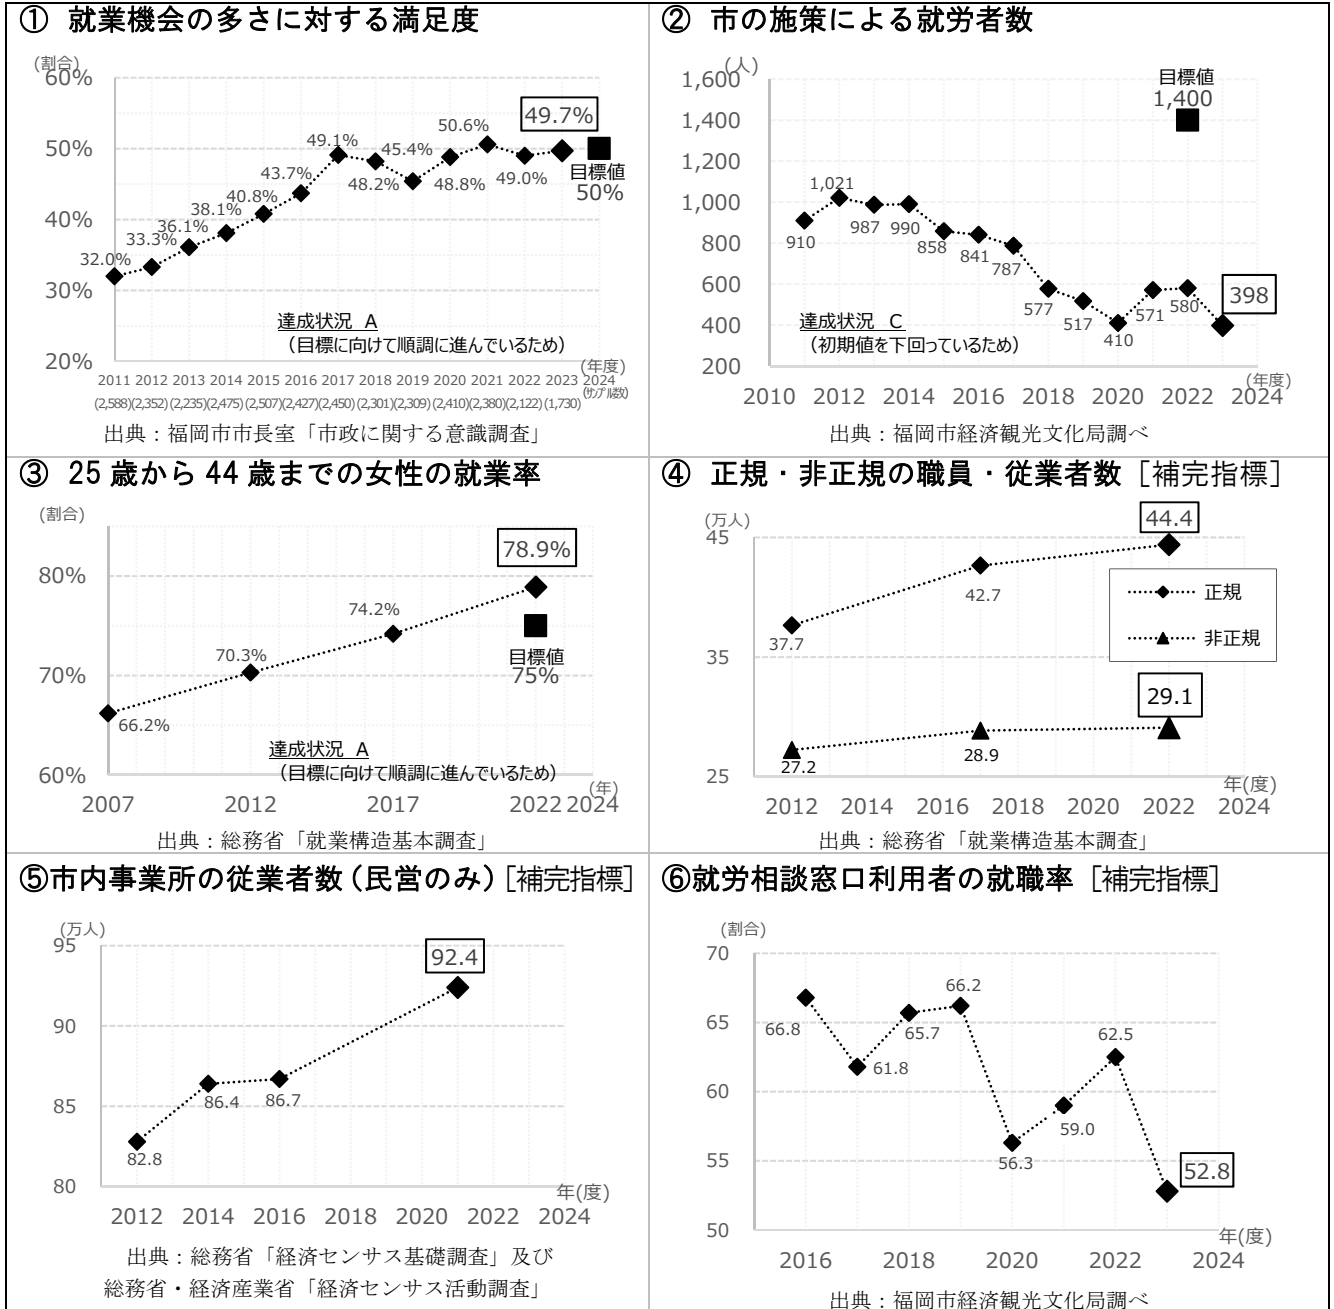 ① 就業機会の多さに対する満足度
(割合)
60%
50%
40%
30%
20%
32.0%
33.3%
36.1%
38.1%
40.8%
43.7%
49.1%
48.2%
45.4%
48.8%
50.6%
49.0%
49.7%
目標値
50%
達成状況 A
（目標に向けて順調に進んでいるため）
(年度)
2011 2012 2013 2014 2015 2016 2017 2018 2019 2020 2021 2022 2023 2024
(2,588)(2,352)(2,235)(2,475)(2,507)(2,427)(2,450)(2,301)(2,309)(2,410)(2,380)(2,122)(1,730) (サンプル数)
出典：福岡市市長室「市政に関する意識調査」
② 市の施策による就労者数
(人)
1,600
1,400
1,200
1,000
800
600
400
200
910
1,021
987
990
858
841
787
577
517
410
571
580
398
目標値
1,400
達成状況 C
（初期値を下回っているため）
(年度)
2010 2012 2014 2016 2018 2020 2022 2024
出典：福岡市経済観光文化局調べ
③ 25歳から44歳までの女性の就業率
(割合)
80%
70%
60%
66.2%
70.3%
74.2%
78.9%
目標値
75%
達成状況 A
（目標に向けて順調に進んでいるため）
(年)
2007 2012 2017 2022 2024
出典：総務省「就業構造基本調査」
④ 正規・非正規の職員・従業者数［補完指標］
(万人)
45
35
25
37.7
42.7
44.4
正規
非正規
27.2
28.9
29.1
年(度)
2012 2014 2016 2018 2020 2022 2024
出典：総務省「就業構造基本調査」
⑤市内事業所の従業者数（民営のみ）［補完指標］
(万人)
95
90
85
80
82.8
86.4
86.7
92.4
年(度)
2012 2014 2016 2018 2020 2022 2024
出典：総務省「経済センサス基礎調査」及び
総務省・経済産業省「経済センサス活動調査」
⑥就労相談窓口利用者の就職率［補完指標］
(割合)
70
65
60
55
50
66.8
61.8
65.7
66.2
56.3
59.0
62.5
52.8
年(度)
2016 2018 2020 2022 2024
出典：福岡市経済観光文化局調べ